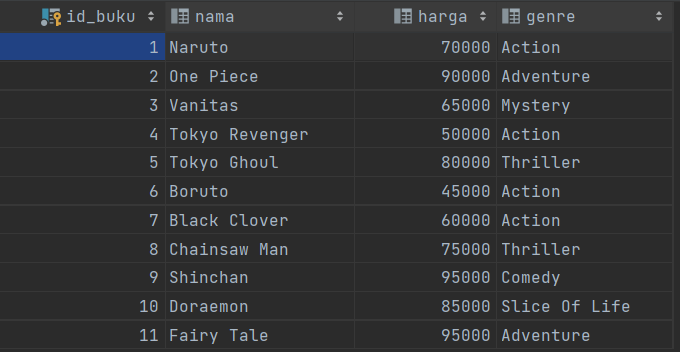 id_buku nama harga genre
1 Naruto 70000 Action
2 One Piece 90000 Adventure
3 Vanitas 65000 Mystery
4 Tokyo Revenger 50000 Action
5 Tokyo Ghoul 80000 Thriller
6 Boruto 45000 Action
7 Black Clover 60000 Action
8 Chainsaw Man 75000 Thriller
9 Shinchan 95000 Comedy
10 Doraemon 85000 Slice Of Life
11 Fairy Tale 95000 Adventure